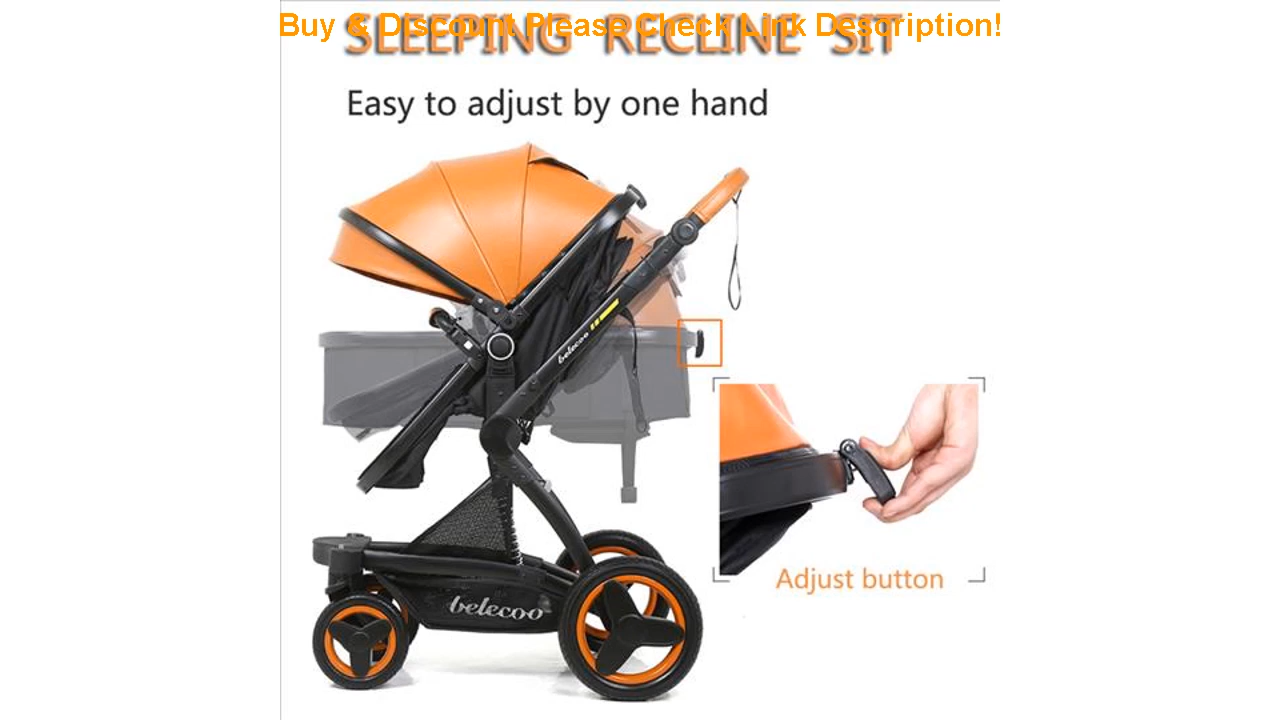 Buy & Discount Please Check Link Description!
SLEEPING RECLINE SIT
Easy to adjust by one hand
belecoo
Adjust button
belecoo